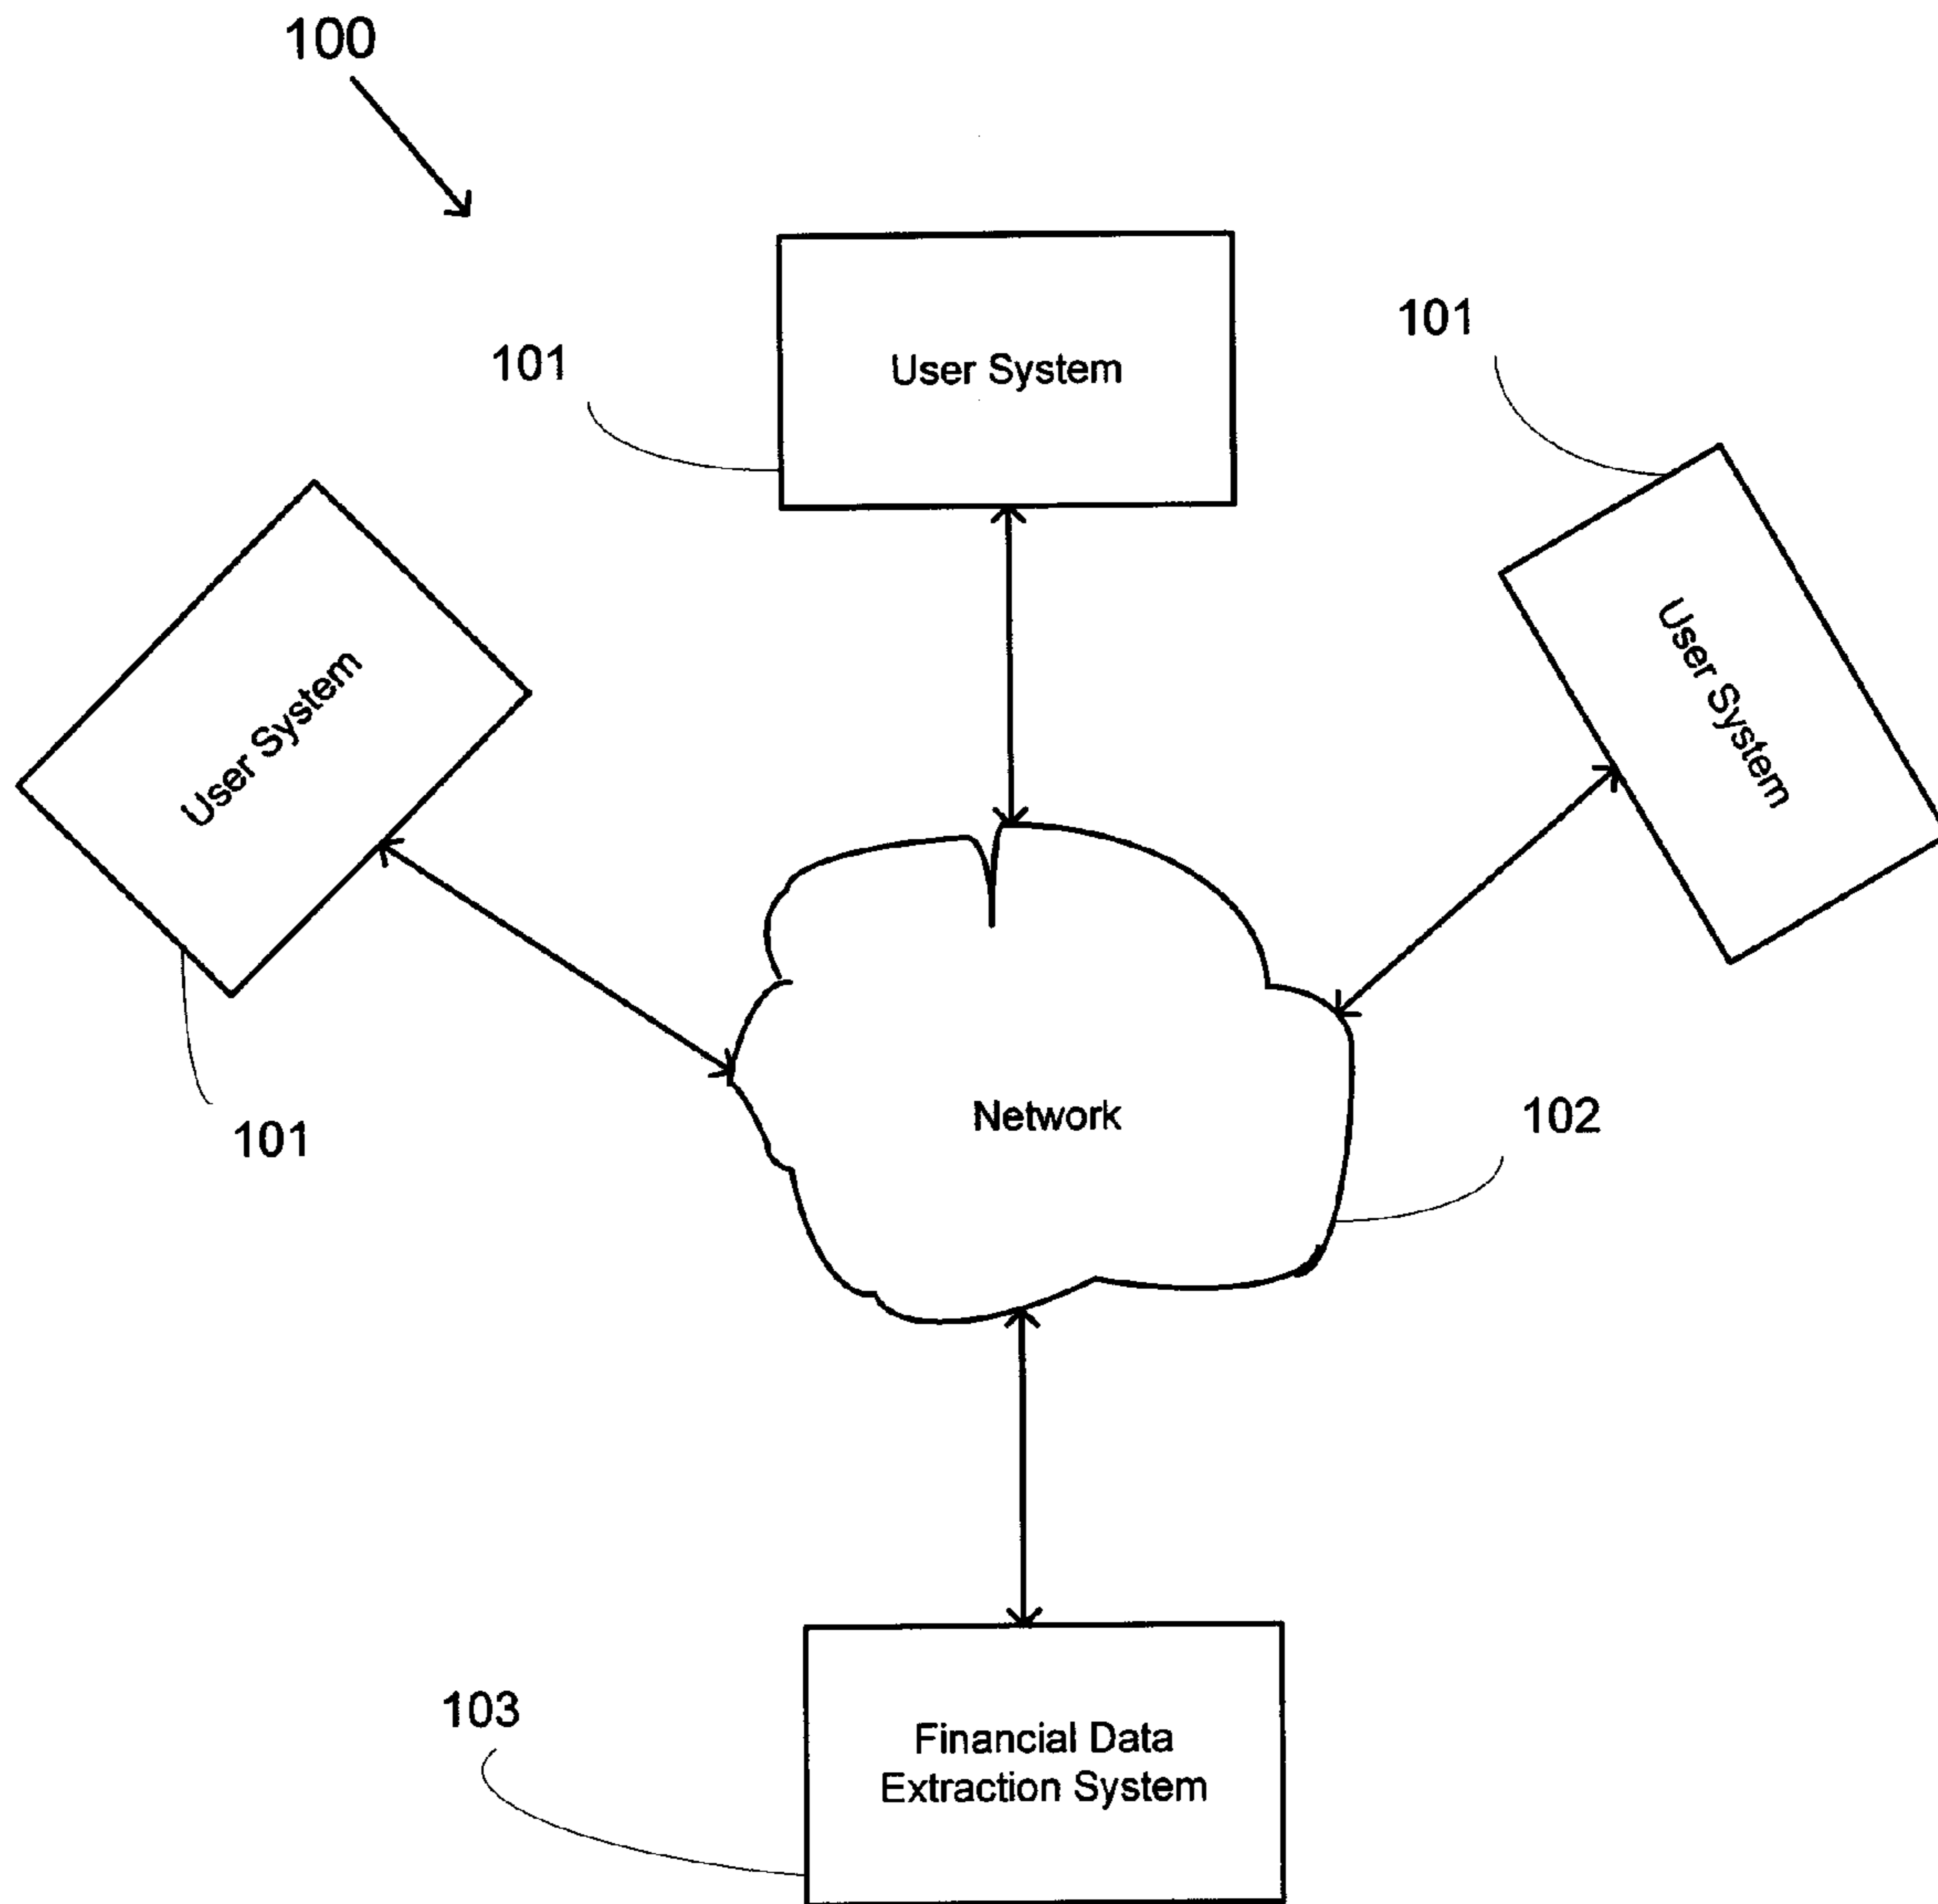 100
101
User System
101
User System
User System
101
Network
102
103
Financial Data
Extraction System